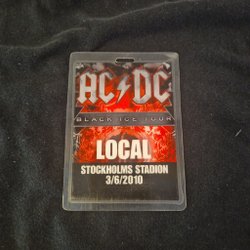 AC⚡DC
BLACK ICE TOUR
LOCAL
STOCKHOLMS STADION
3/6/2010